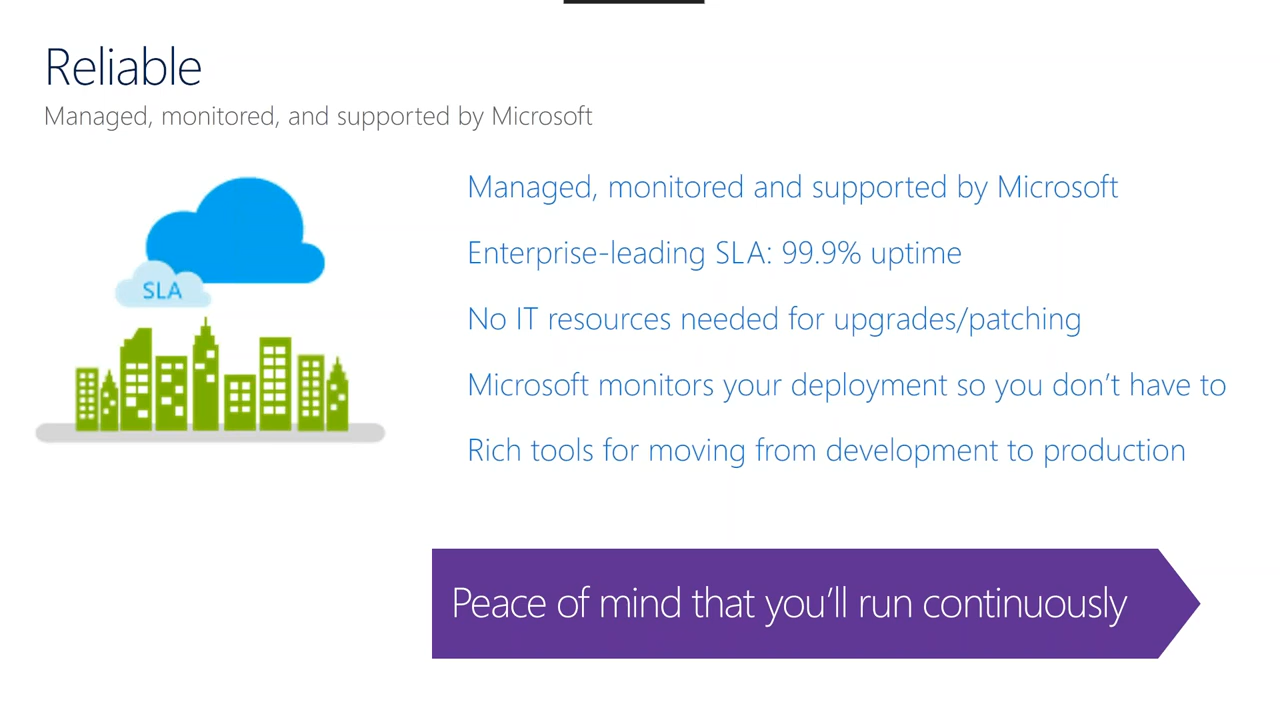 Reliable
Managed, monitored, and supported by Microsoft
SLA
Managed, monitored and supported by Microsoft
Enterprise-leading SLA: 99.9% uptime
No IT resources needed for upgrades/patching
Microsoft monitors your deployment so you don’t have to
Rich tools for moving from development to production
Peace of mind that you’ll run continuously